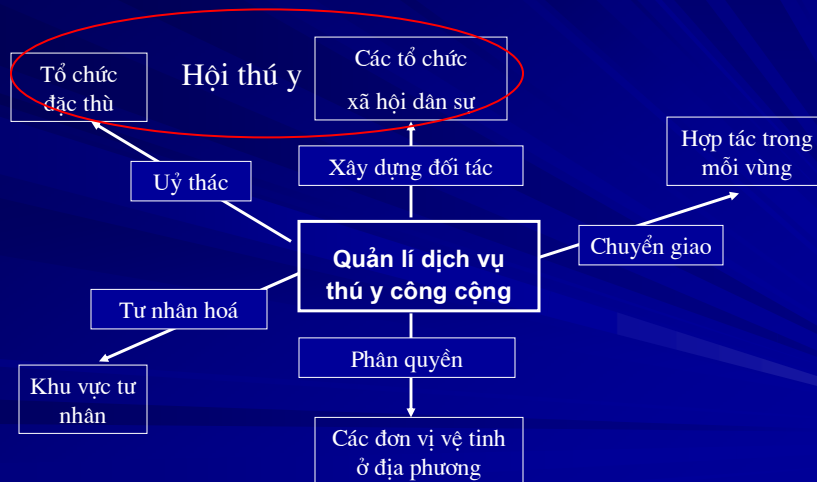 Tổ chức
đặc thù
Hội thú y
Các tổ chức
xã hội dân sự
Hợp tác trong
mỗi vùng
Uỷ thác
Xây dựng đối tác
Chuyển giao
Quản lí dịch vụ
thú y công cộng
Tư nhân hoá
Phân quyền
Khu vực tư
nhân
Các đơn vị vệ tinh
ở địa phương